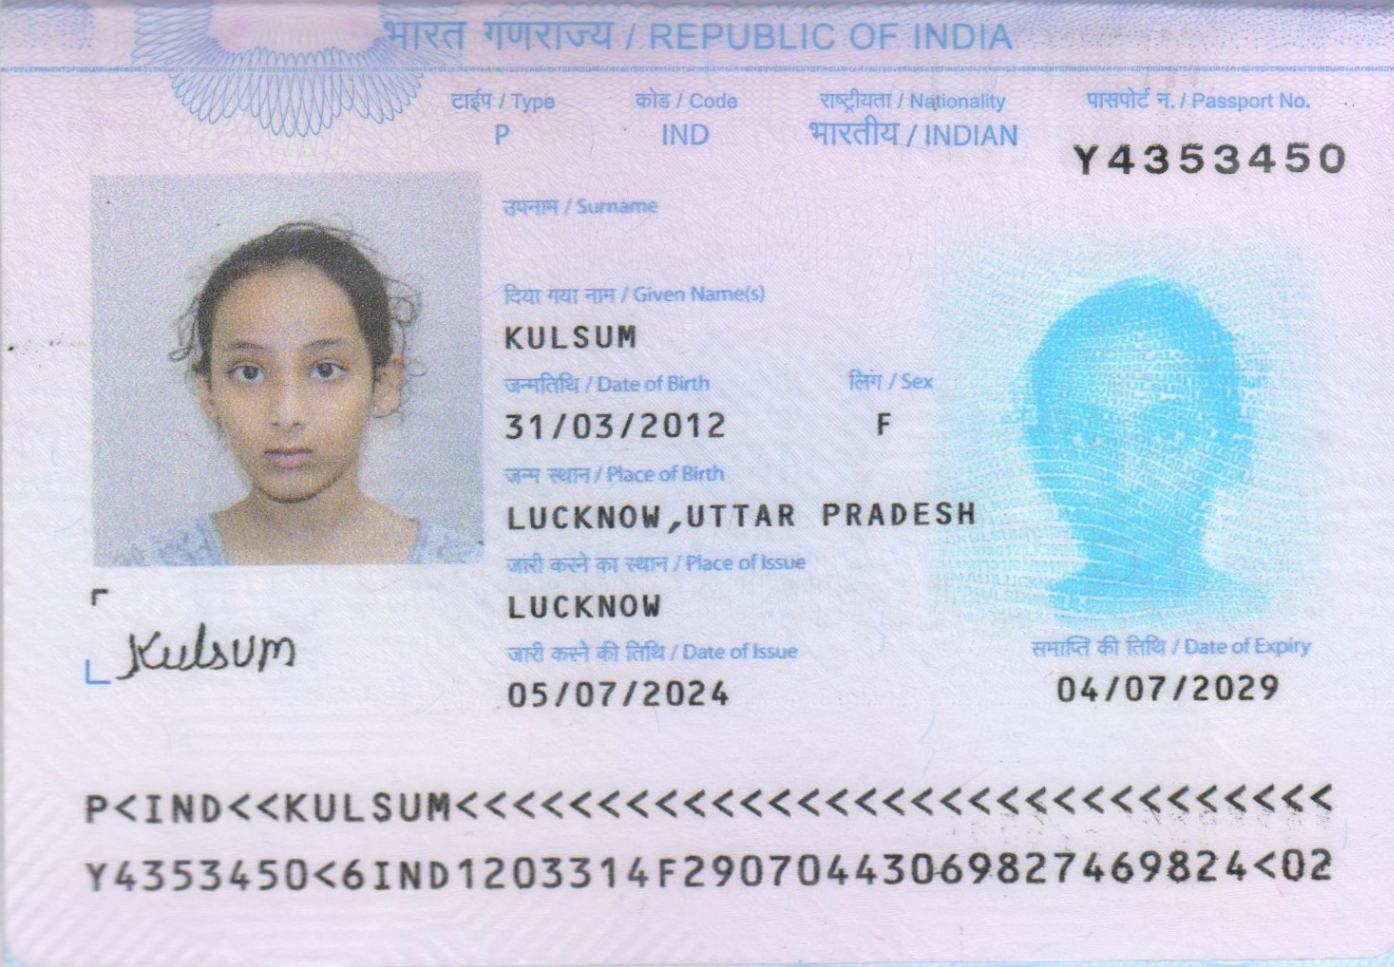 भारत गणराज्य / REPUBLIC OF INDIA
टाईप / Type कोड / Code राष्ट्रीयता / Nationality पासपोर्ट न. / Passport No.
P IND भारतीय / INDIAN Y4353450
उपनाम / Surname
दिया गया नाम / Given Name(s)
KULSUM
जन्मतिथि / Date of Birth लिंग / Sex
31/03/2012 F
जन्म स्थान / Place of Birth
LUCKNOW,UTTAR PRADESH
जारी करने का स्थान / Place of Issue
LUCKNOW
Kulsum
जारी करने की तिथि / Date of Issue समाप्ति की तिथि / Date of Expiry
05/07/2024 04/07/2029
P<IND<<KULSUM<<<<<<<<<<<<<<<<<<<<<<<<<<<<<<<
Y4353450<6IND1203314F29070443069827469824<02